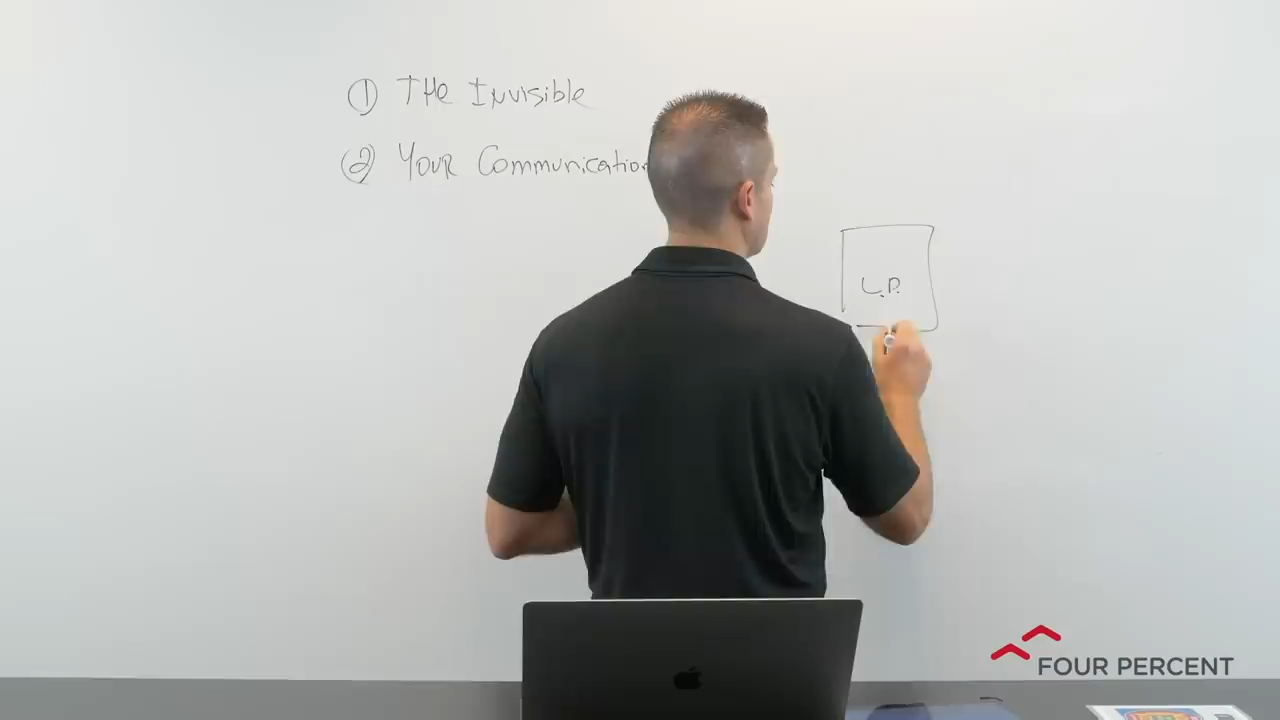 ① THe Invisible
② Your Communication
L.P.
FOUR PERCENT